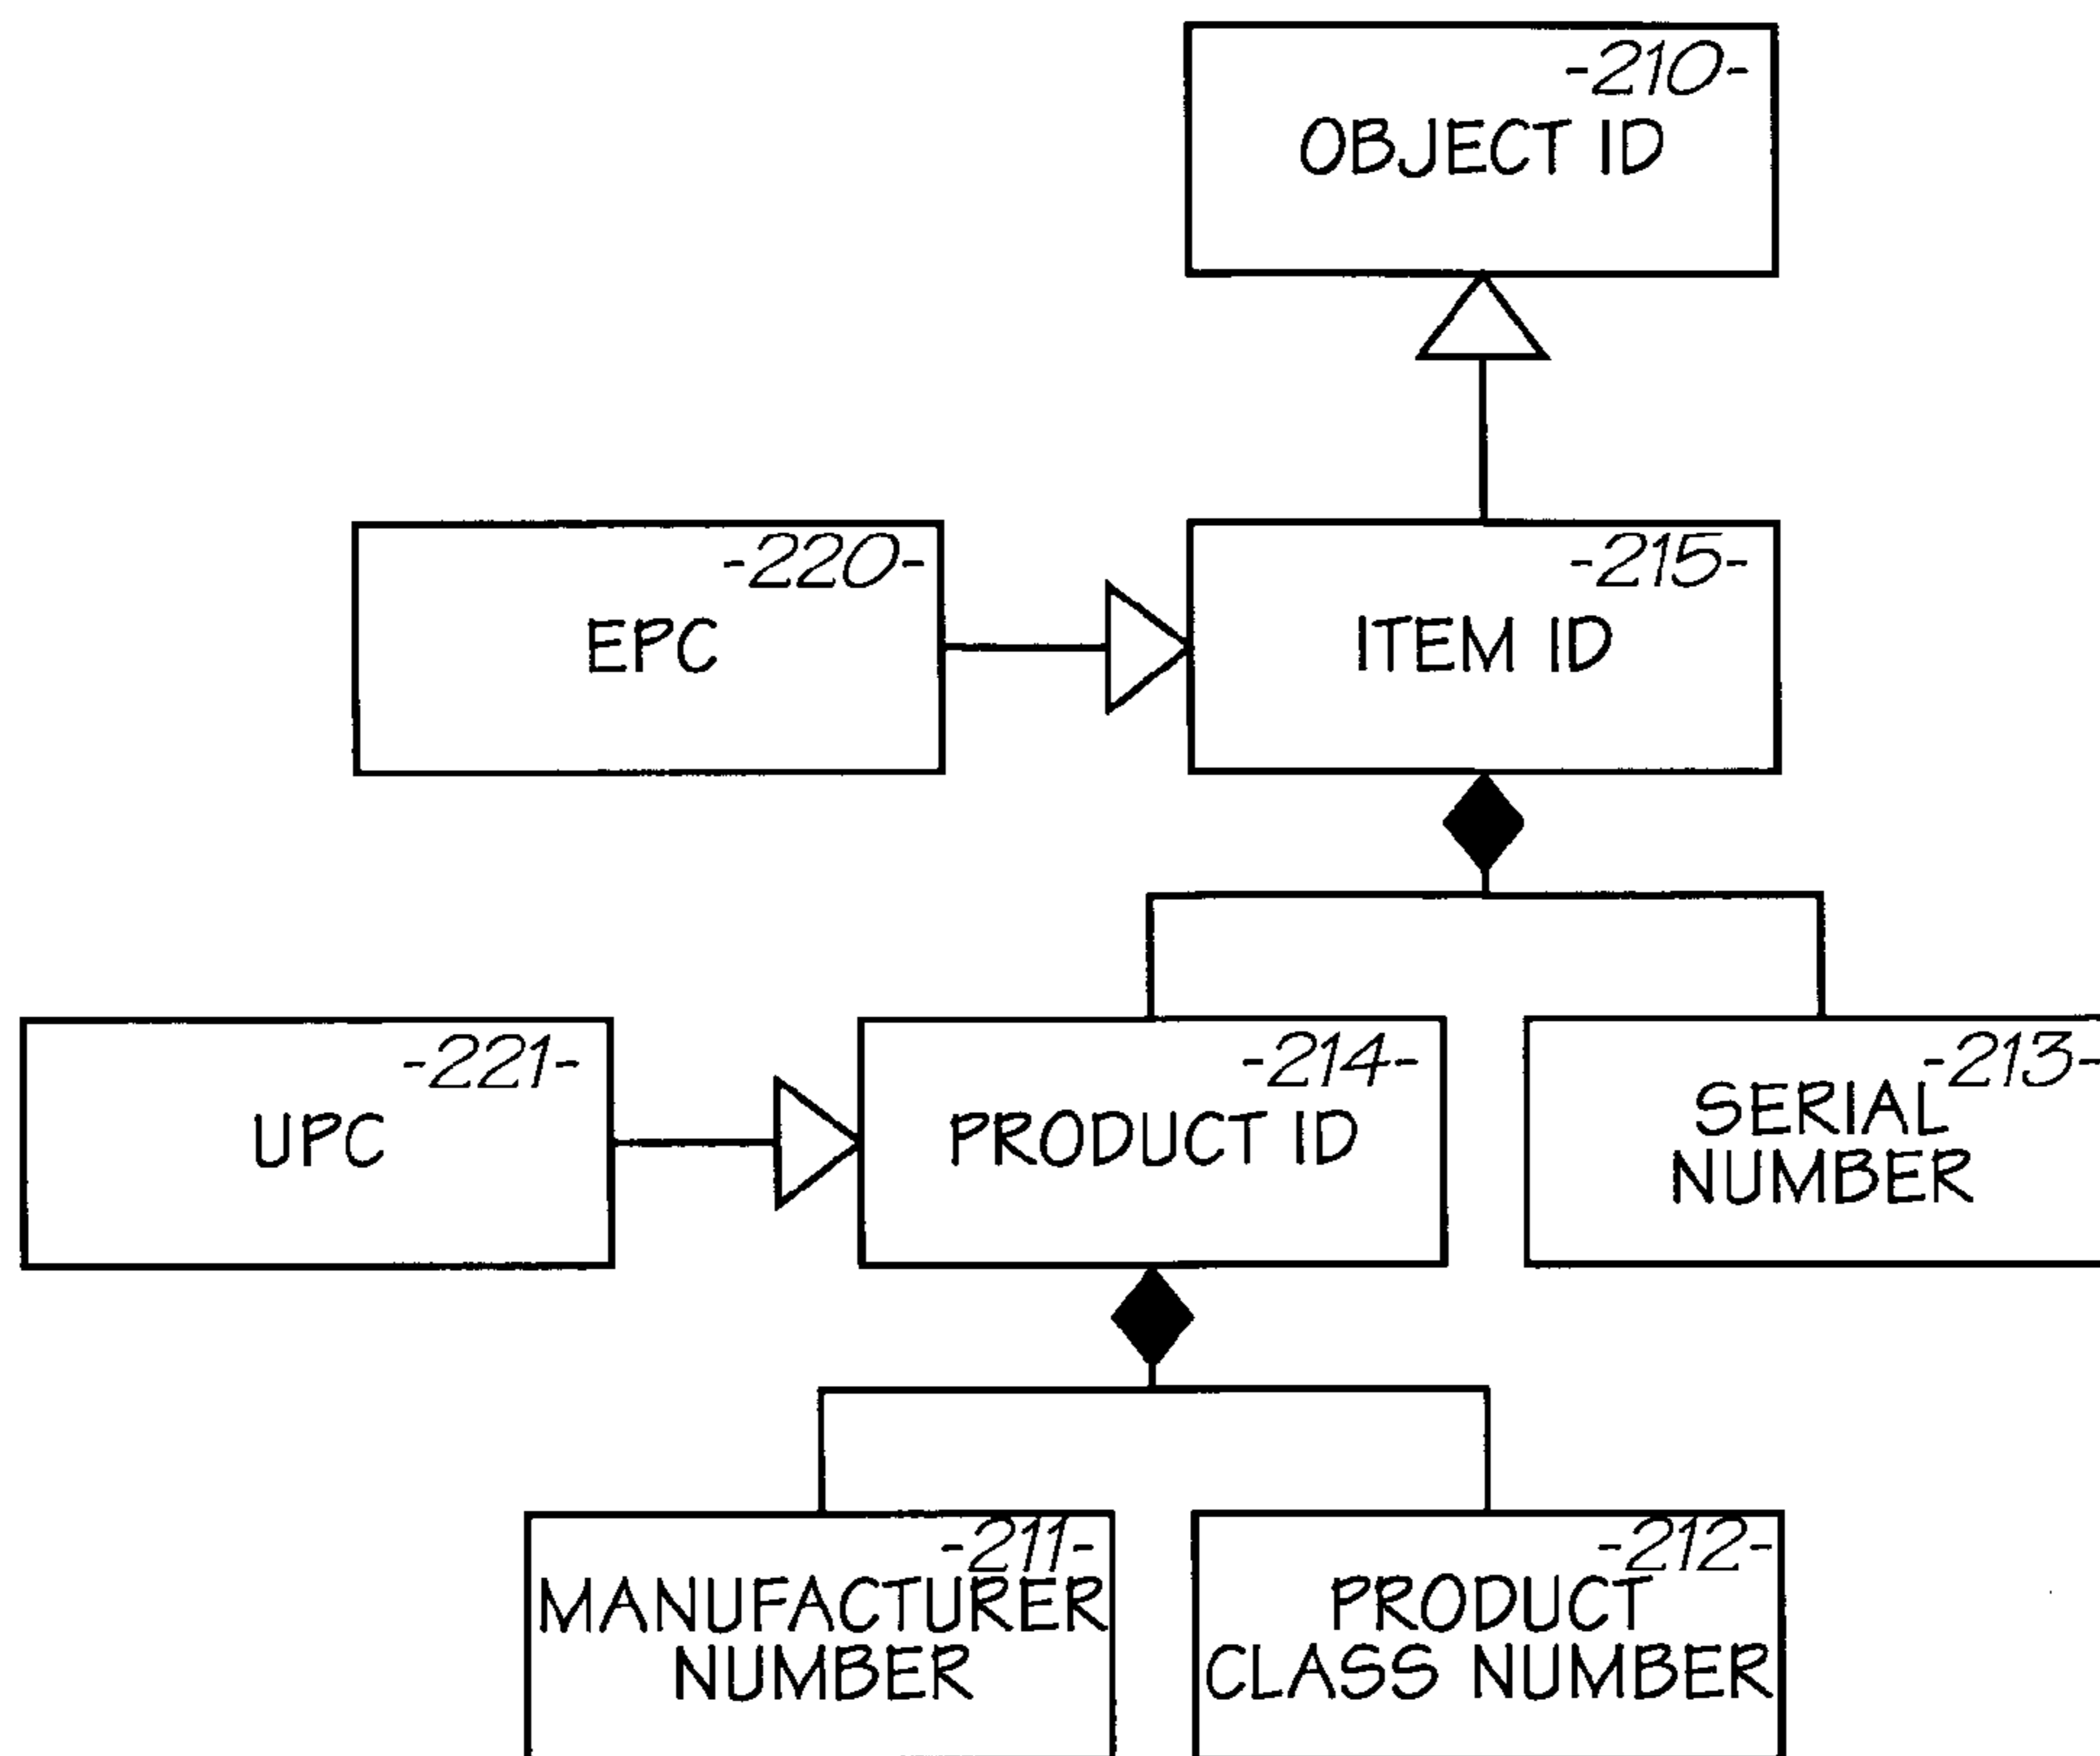 -210-
OBJECT ID
-220-
EPC
-215-
ITEM ID
-221-
UPC
-214-
PRODUCT ID
-213-
SERIAL
NUMBER
-211-
MANUFACTURER
NUMBER
-212-
PRODUCT
CLASS NUMBER